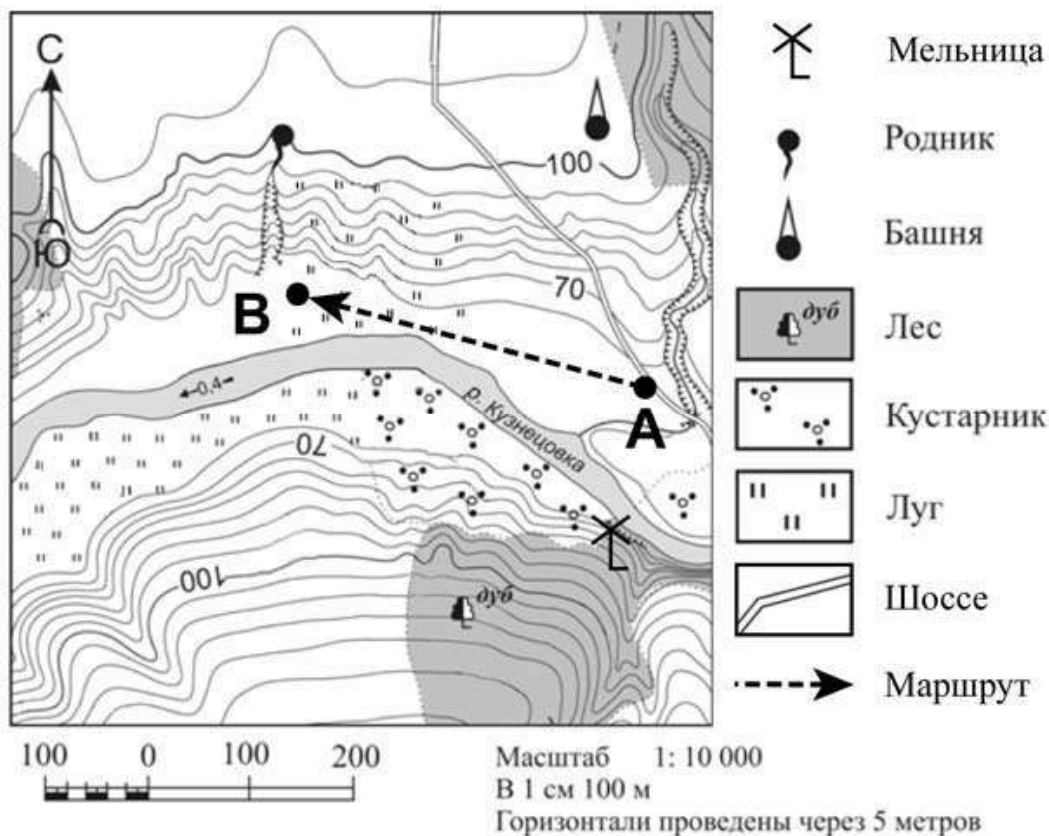 С
Ю
100
70
В
А
0,4
р. Кузнецовка
70
100
дуб
Мельница
Родник
Башня
дуб
Лес
Кустарник
Луг
Шоссе
Маршрут
100 0 100 200
Масштаб 1: 10 000
В 1 см 100 м
Горизонтали проведены через 5 метров